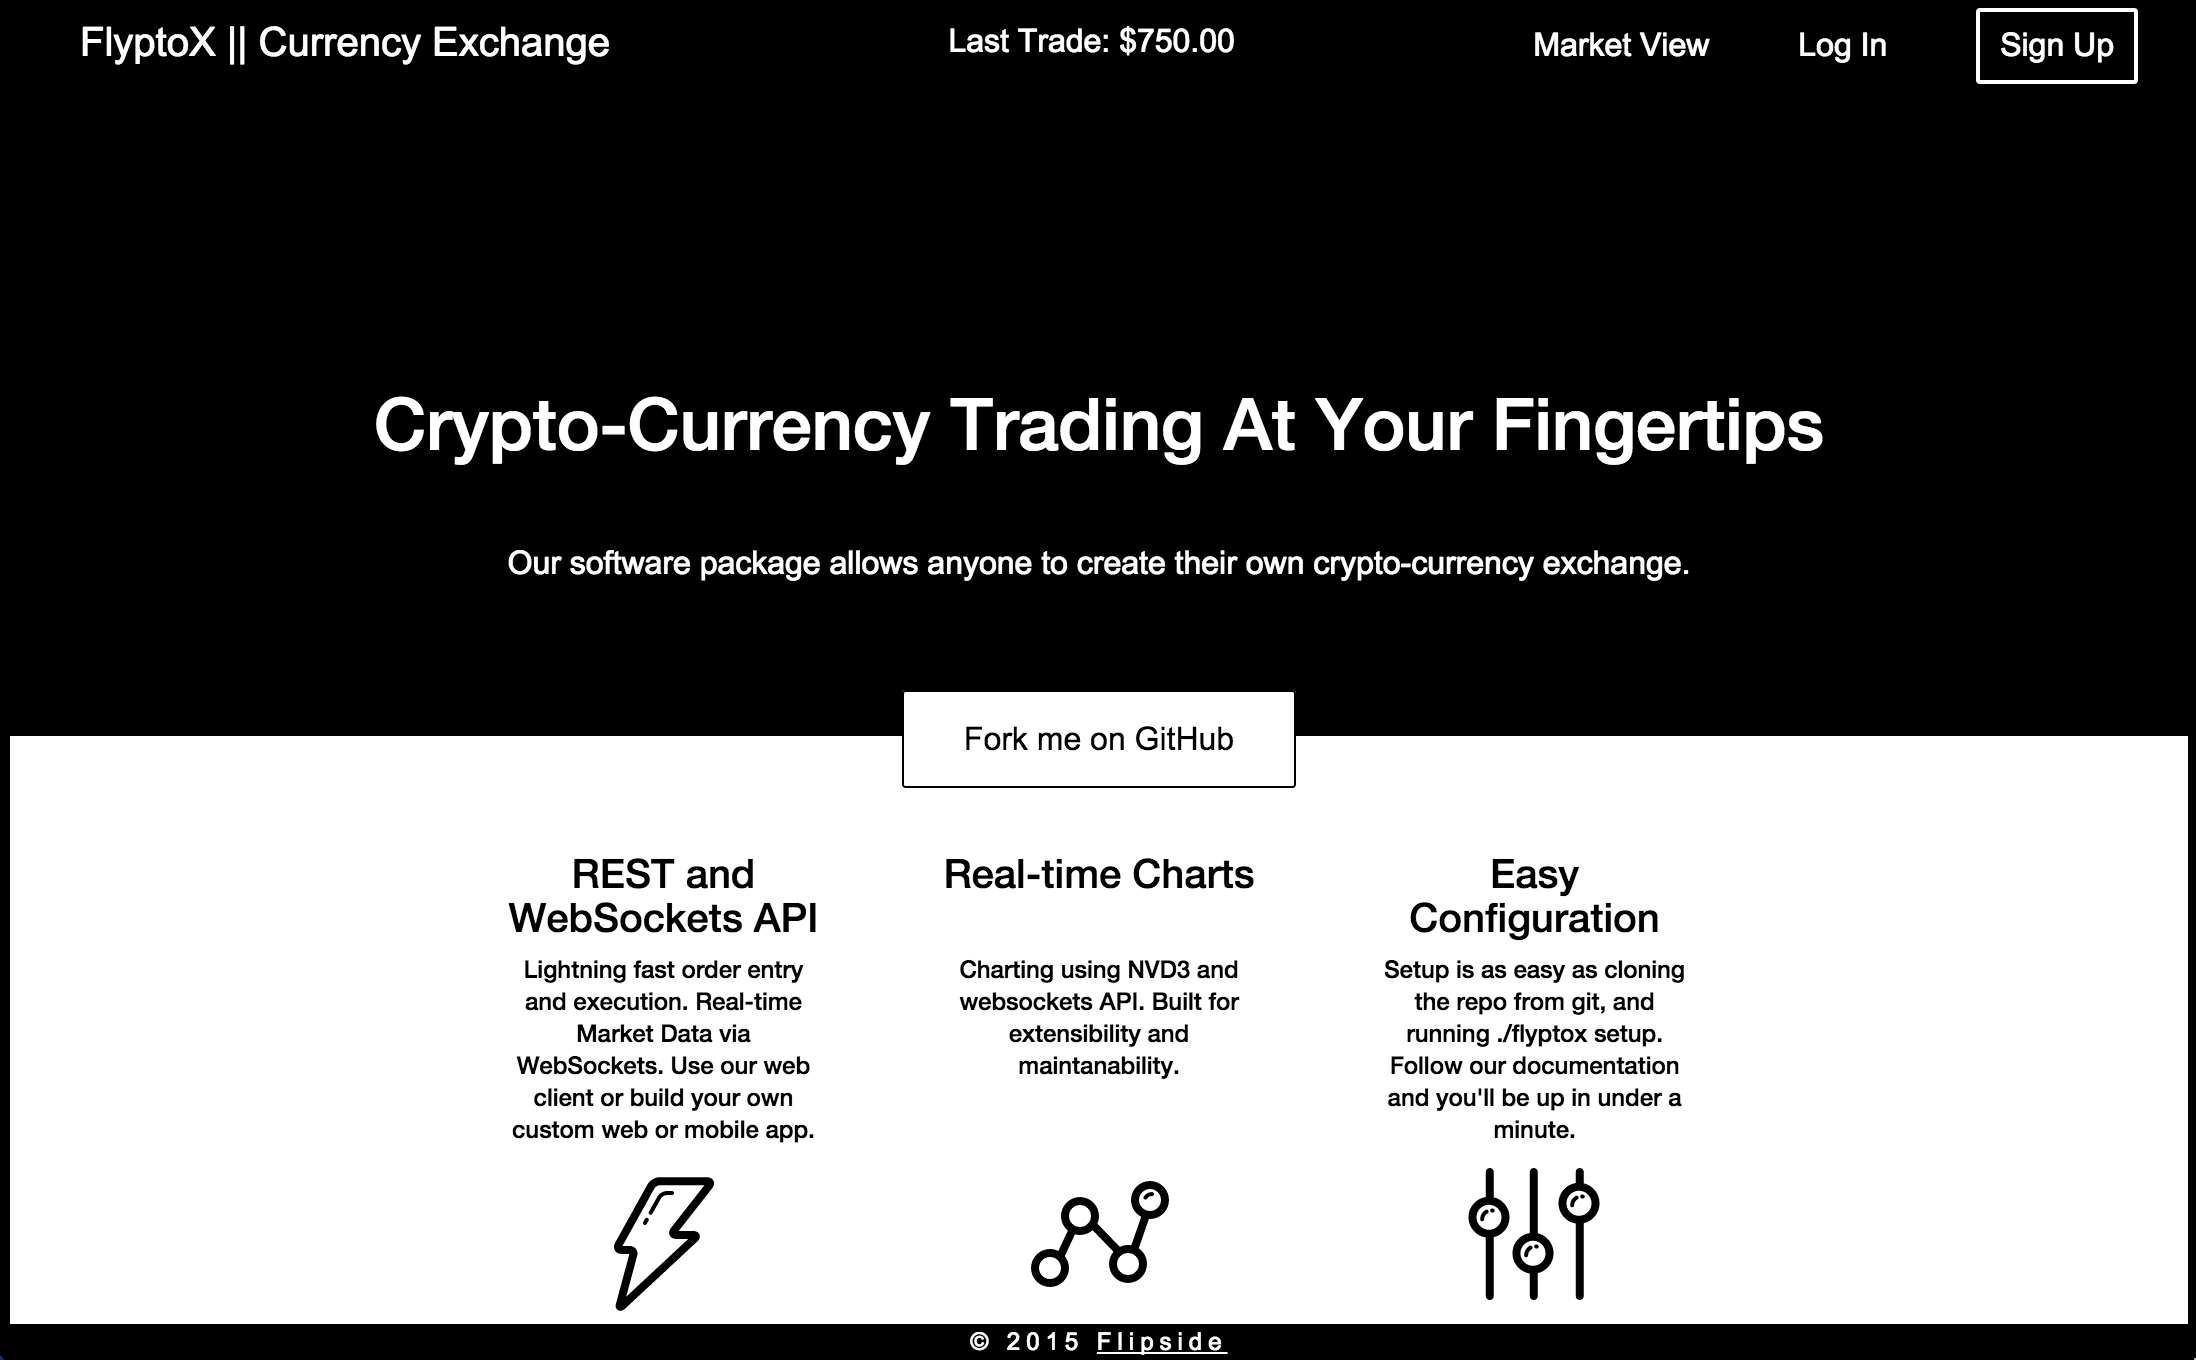 FlyptoX || Currency Exchange
Last Trade: $750.00
Market View
Log In
Sign Up
Crypto-Currency Trading At Your Fingertips
Our software package allows anyone to create their own crypto-currency exchange.
Fork me on GitHub
REST and
WebSockets API
Lightning fast order entry
and execution. Real-time
Market Data via
WebSockets. Use our web
client or build your own
custom web or mobile app.
Real-time Charts
Charting using NVD3 and
websockets API. Built for
extensibility and
maintanability.
Easy
Configuration
Setup is as easy as cloning
the repo from git, and
running ./flyptox setup.
Follow our documentation
and you'll be up in under a
minute.
© 2015 Flipside